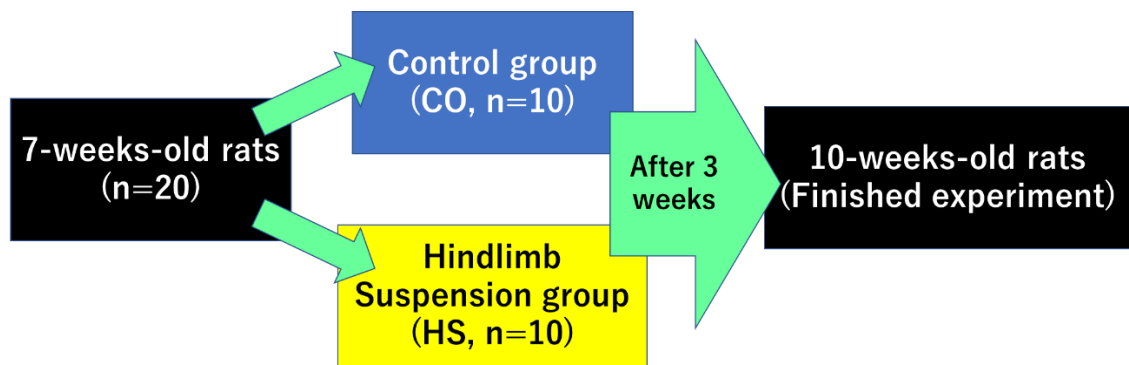 7-weeks-old rats
(n=20)
Control group
(CO, n=10)
Hindlimb
Suspension group
(HS, n=10)
After 3
weeks
10-weeks-old rats
(Finished experiment)